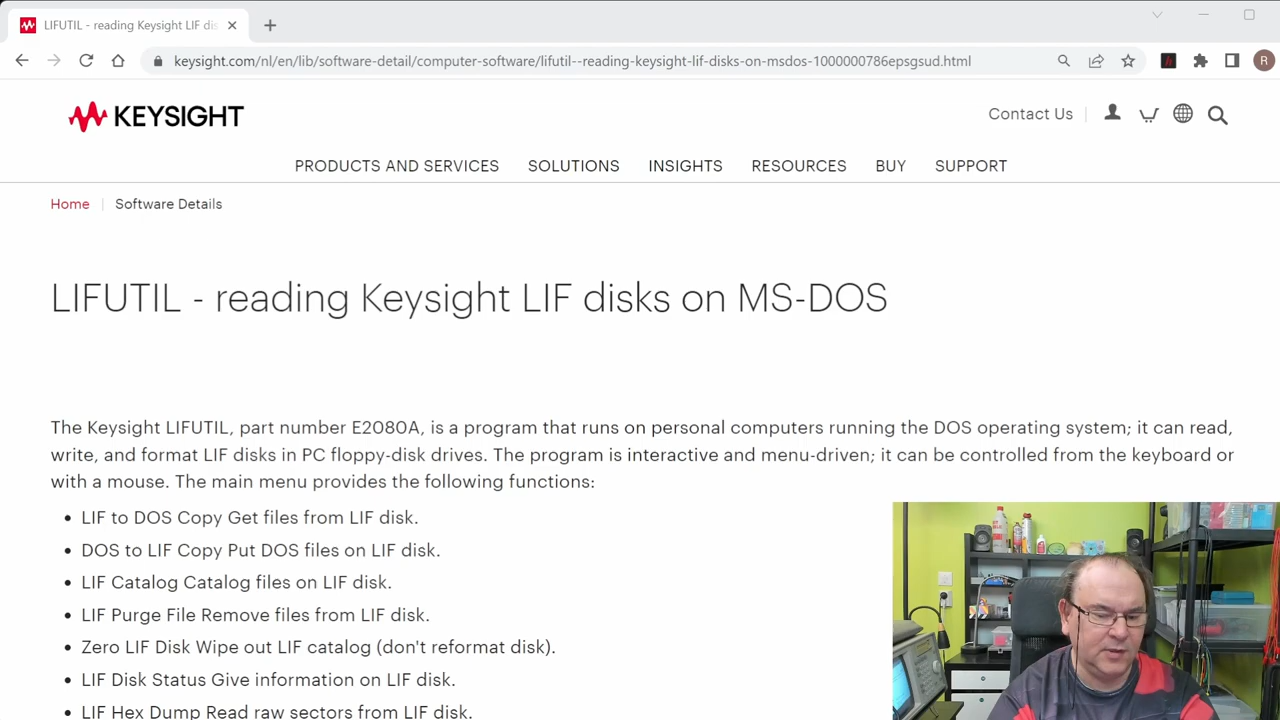 LIFUTIL - reading Keysight LIF dis
keysight.com/nl/en/lib/software-detail/computer-software/lifutil--reading-keysight-lif-disks-on-msdos-1000000786epsgsud.html
R
KEYSIGHT
Contact Us
PRODUCTS AND SERVICES SOLUTIONS INSIGHTS RESOURCES BUY SUPPORT
Home | Software Details
LIFUTIL - reading Keysight LIF disks on MS-DOS
The Keysight LIFUTIL, part number E2080A, is a program that runs on personal computers running the DOS operating system; it can read,
write, and format LIF disks in PC floppy-disk drives. The program is interactive and menu-driven; it can be controlled from the keyboard or
with a mouse. The main menu provides the following functions:
• LIF to DOS Copy Get files from LIF disk.
• DOS to LIF Copy Put DOS files on LIF disk.
• LIF Catalog Catalog files on LIF disk.
• LIF Purge File Remove files from LIF disk.
• Zero LIF Disk Wipe out LIF catalog (don't reformat disk).
• LIF Disk Status Give information on LIF disk.
• LIF Hex Dump Read raw sectors from LIF disk.